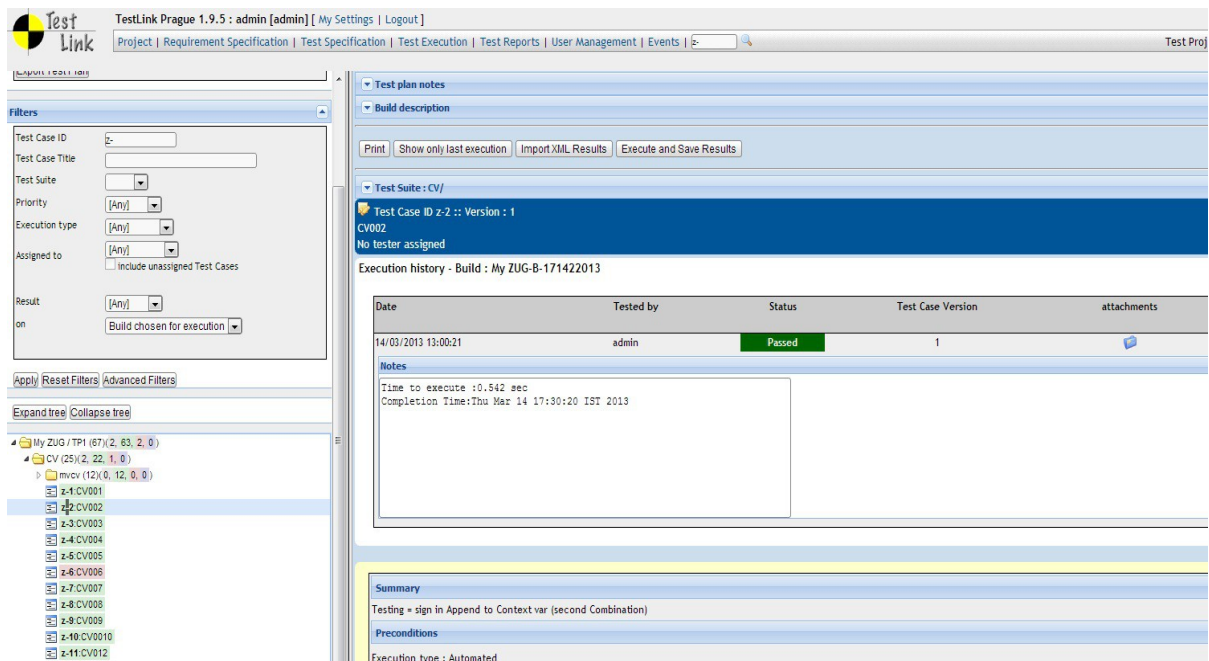 Test Link
TestLink Prague 1.9.5 : admin [admin] [ My Settings | Logout ]
Project | Requirement Specification | Test Specification | Test Execution | Test Reports | User Management | Events | z-
Test Proj
Export Test Plan
Filters
Test Case ID z-
Test Case Title
Test Suite
Priority [Any]
Execution type [Any]
Assigned to [Any]
include unassigned Test Cases
Result [Any]
on Build chosen for execution
Apply Reset Filters Advanced Filters
Expand tree Collapse tree
My ZUG / TP1 (67)(2, 63, 2, 0)
CV (25)(2, 22, 1, 0)
mvcv (12)(0, 12, 0, 0)
z-1:CV001
z-2:CV002
z-3:CV003
z-4:CV004
z-5:CV005
z-6:CV006
z-7:CV007
z-8:CV008
z-9:CV009
z-10:CV0010
z-11:CV012
Test plan notes
Build description
Print Show only last execution Import XML Results Execute and Save Results
Test Suite : CV/
Test Case ID z-2 :: Version : 1
CV002
No tester assigned
Execution history - Build : My ZUG-B-171422013
Date Tested by Status Test Case Version attachments
14/03/2013 13:00:21 admin Passed 1
Notes
Time to execute :0.542 sec
Completion Time:Thu Mar 14 17:30:20 IST 2013
Summary
Testing = sign in Append to Context var (second Combination)
Preconditions
Execution type : Automated